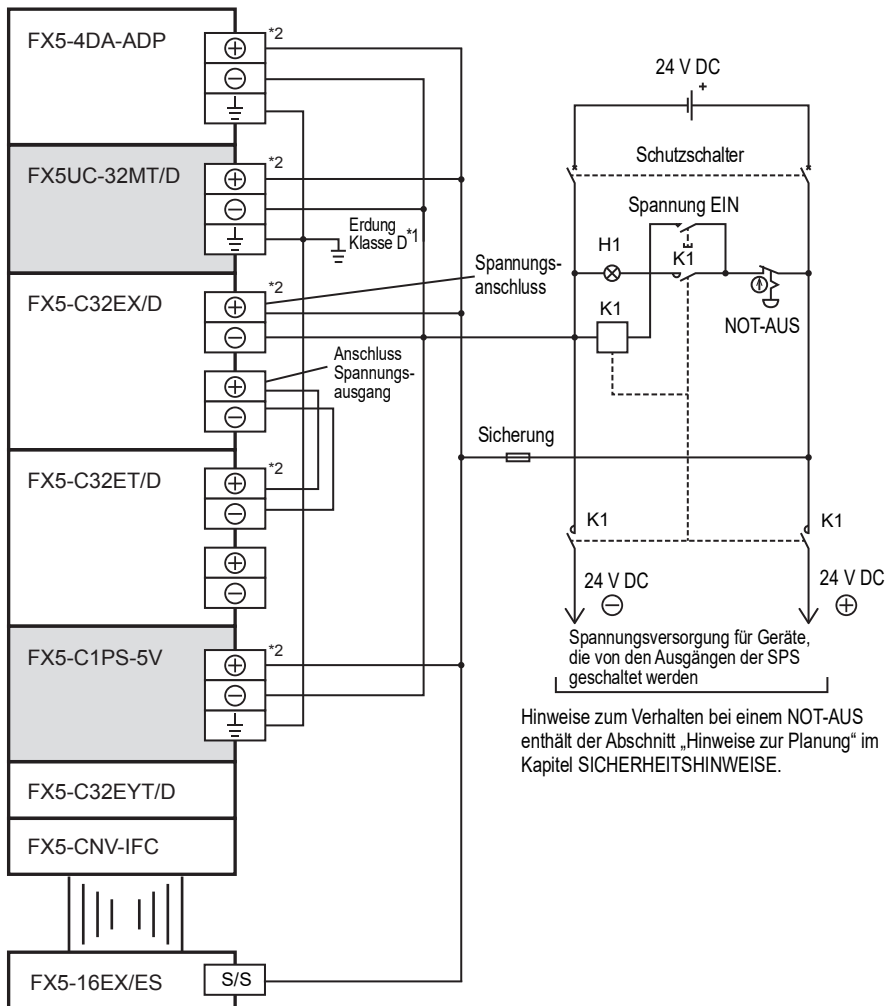 FX5-4DA-ADP
⊕
*2
⊖
⏚
FX5UC-32MT/D
⊕
*2
⊖
⏚
Erdung
Klasse D*1
FX5-C32EX/D
⊕
*2
⊖
Spannungs-
anschluss
⊕
⊖
Anschluss
Spannungs-
ausgang
FX5-C32ET/D
⊕
*2
⊖
⊕
⊖
FX5-C1PS-5V
⊕
*2
⊖
⏚
FX5-C32EYT/D
FX5-CNV-IFC
FX5-16EX/ES
S/S
24 V DC
+
Schutzschalter
Spannung EIN
H1
K1
K1
NOT-AUS
Sicherung
K1
K1
24 V DC
⊖
24 V DC
⊕
Spannungsversorgung für Geräte,
die von den Ausgängen der SPS
geschaltet werden
Hinweise zum Verhalten bei einem NOT-AUS
enthält der Abschnitt „Hinweise zur Planung“ im
Kapitel SICHERHEITSHINWEISE.